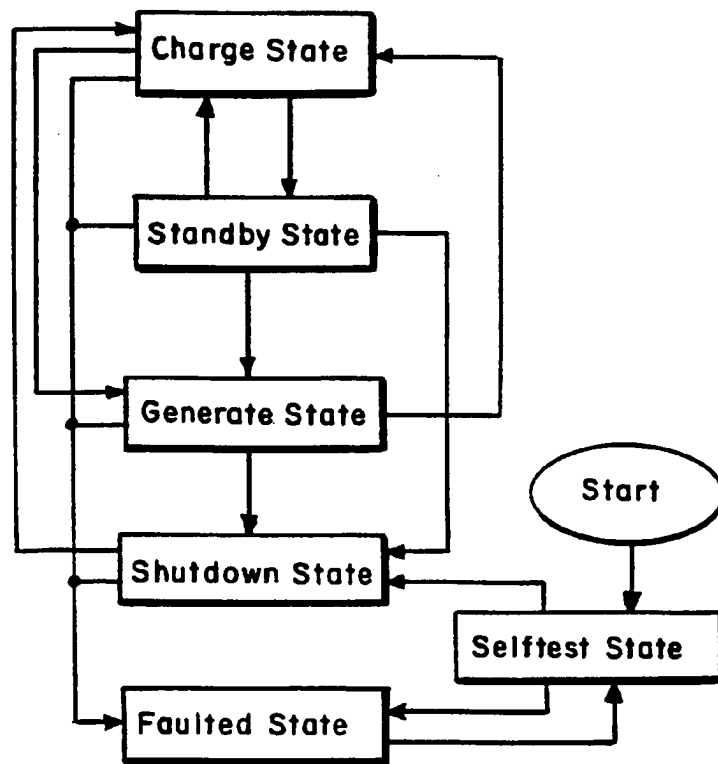 Charge State
Standby State
Generate State
Start
Shutdown State
Selftest State
Faulted State